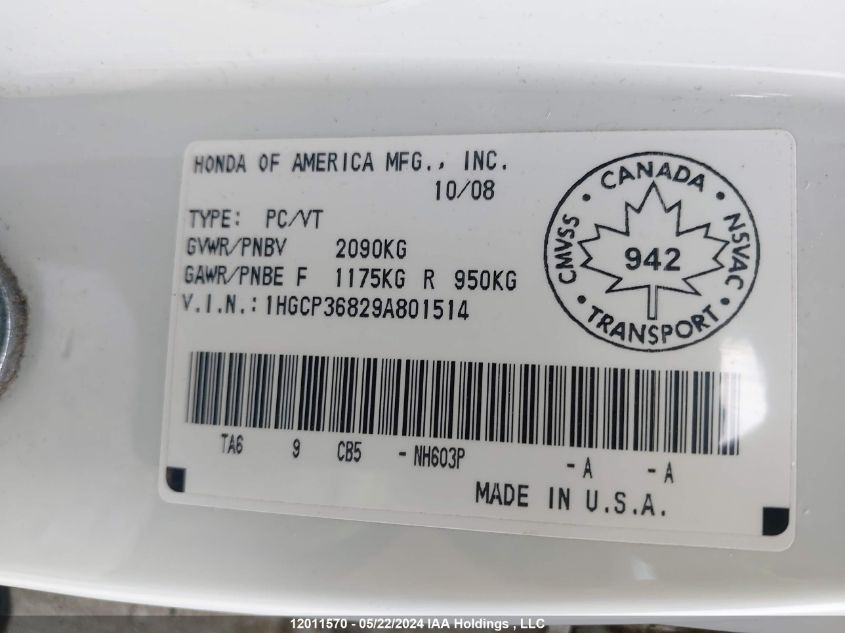 HONDA OF AMERICA MFG., INC.
10/08
TYPE: PC/VT
GVWR/PNBV 2090KG
GAWR/PNBE F 1175KG R 950KG
V.I.N.: 1HGCP36829A801514
CANADA
CMVSS
942
NSVAC
TRANSPORT
TA6 9 CB5 - NH603P - A - A
MADE IN U.S.A.
12011570 - 05/22/2024 IAA Holdings , LLC